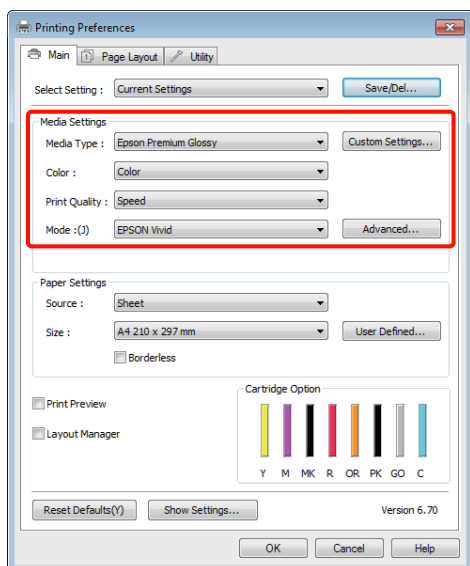 Printing Preferences
Main Page Layout Utility
Select Setting : Current Settings Save/Del...
Media Settings
Media Type : Epson Premium Glossy Custom Settings...
Color : Color
Print Quality : Speed
Mode :(J) EPSON Vivid Advanced...
Paper Settings
Source : Sheet
Size : A4 210 x 297 mm User Defined...
Borderless
Cartridge Option
Print Preview
Layout Manager
Y M MK R OR PK GO C
Reset Defaults(Y) Show Settings... Version 6.70
OK Cancel Help